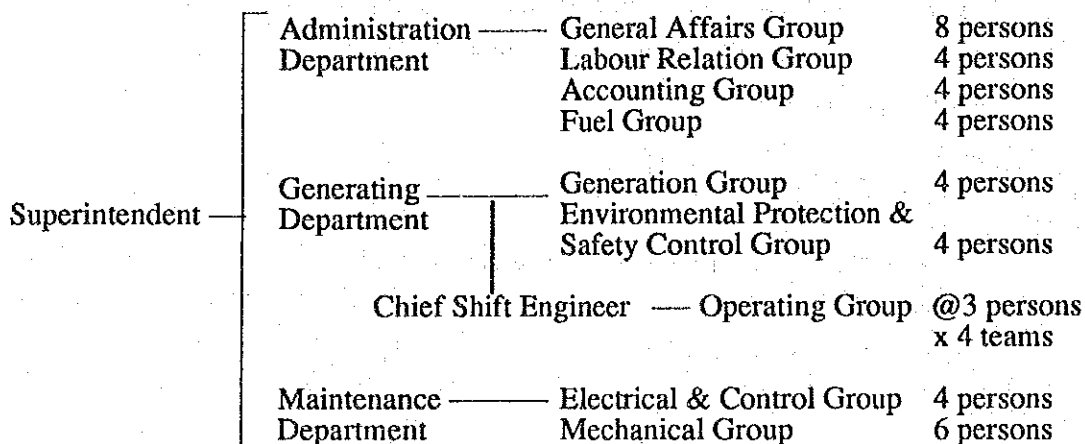 Administration General Affairs Group 8 persons
Department Labour Relation Group 4 persons
Accounting Group 4 persons
Fuel Group 4 persons
Generating Generation Group 4 persons
Superintendent Department Environmental Protection &
Safety Control Group 4 persons
Chief Shift Engineer Operating Group @3 persons
x 4 teams
Maintenance Electrical & Control Group 4 persons
Department Mechanical Group 6 persons